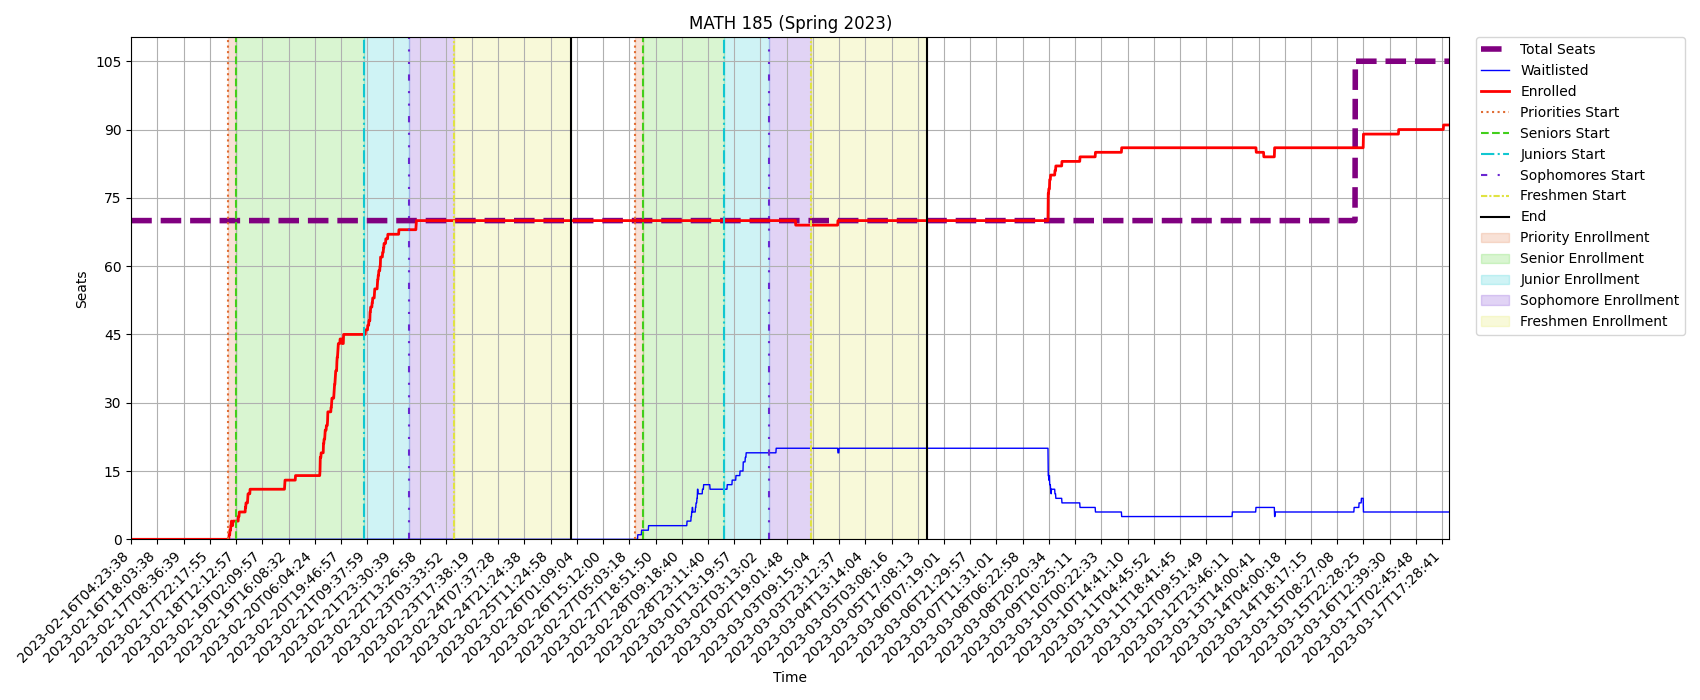 MATH 185 (Spring 2023)
105
90
75
60
45
30
15
0
Seats
2023-02-16T04:23:38
2023-02-16T18:03:38
2023-02-17T08:36:39
2023-02-17T22:17:55
2023-02-18T12:12:57
2023-02-19T02:09:57
2023-02-19T16:08:32
2023-02-20T06:04:24
2023-02-20T19:46:57
2023-02-21T09:37:59
2023-02-21T23:30:39
2023-02-22T13:26:58
2023-02-23T03:33:52
2023-02-23T17:38:19
2023-02-24T07:37:28
2023-02-24T21:24:38
2023-02-25T11:24:58
2023-02-26T01:09:04
2023-02-26T15:12:00
2023-02-27T05:03:18
2023-02-27T18:51:50
2023-02-28T09:18:40
2023-02-28T23:11:40
2023-03-01T13:19:57
2023-03-02T03:13:02
2023-03-02T19:01:48
2023-03-03T09:15:04
2023-03-03T23:12:37
2023-03-04T13:14:04
2023-03-05T03:08:16
2023-03-05T17:08:13
2023-03-06T07:19:01
2023-03-06T21:29:57
2023-03-07T11:31:01
2023-03-08T06:22:58
2023-03-08T20:20:34
2023-03-09T10:25:11
2023-03-10T00:22:33
2023-03-10T14:41:10
2023-03-11T04:45:52
2023-03-11T18:41:45
2023-03-12T09:51:49
2023-03-12T23:46:11
2023-03-14T00:00:41
2023-03-14T04:00:18
2023-03-14T18:17:15
2023-03-15T08:27:08
2023-03-15T22:28:25
2023-03-16T12:39:30
2023-03-17T02:45:48
2023-03-17T17:28:41
Time
Total Seats
Waitlisted
Enrolled
Priorities Start
Seniors Start
Juniors Start
Sophomores Start
Freshmen Start
End
Priority Enrollment
Senior Enrollment
Junior Enrollment
Sophomore Enrollment
Freshmen Enrollment